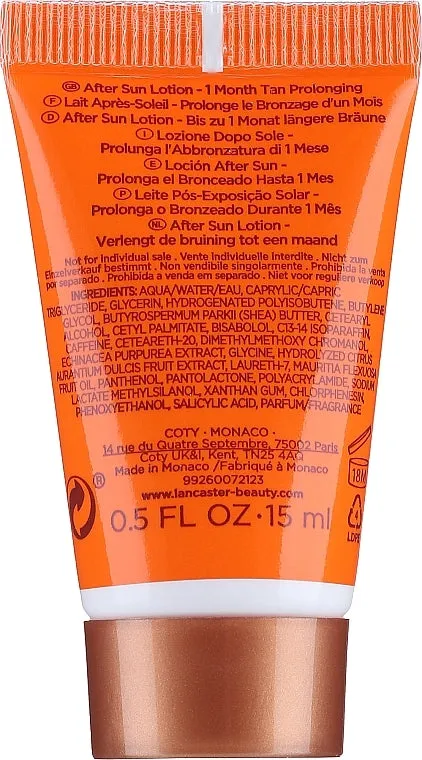 GB After Sun Lotion - 1 Month Tan Prolonging
F Lait Après-Soleil - Prolonge le Bronzage d'un Mois
D After Sun Lotion - Bis zu 1 Monat längere Bräune
I Lozione Dopo Sole -
Prolunga l'Abbronzatura di 1 Mese
E Loción After Sun -
Prolonga el Bronceado Hasta 1 Mes
P Leite Pós-Exposição Solar -
Prolonga o Bronzeado Durante 1 Mês
NL After Sun Lotion -
Verlengt de bruining tot een maand
Not for individual sale . Vente Individuelle Interdite . Nicht zum
Einzelverkauf bestimmt . Non vendibile singolarmente . Prohibida la venta
por separado . Proibida a venda em separado . Niet voor reguliere verkoop
INGREDIENTS: AQUA/WATER/EAU, CAPRYLIC/CAPRIC
TRIGLYCERIDE, GLYCERIN, HYDROGENATED POLYISOBUTENE, BUTYLENE
GLYCOL, BUTYROSPERMUM PARKII (SHEA) BUTTER, CETEARYL
ALCOHOL, CETYL PALMITATE, BISABOLOL, C13-14 ISOPARAFFIN,
CAFFEINE, CETEARETH-20, DIMETHYLMETHOXY CHROMANOL,
ECHINACEA PURPUREA EXTRACT, GLYCINE, HYDROLYZED CITRUS
AURANTIUM DULCIS FRUIT EXTRACT, LAURETH-7, MAURITIA FLEXUOSA
FRUIT OIL, PANTHENOL, PANTOLACTONE, POLYACRYLAMIDE, SODIUM
LACTATE METHYLSILANOL, XANTHAN GUM, CHLORPHENESIN,
PHENOXYETHANOL, SALICYLIC ACID, PARFUM/FRAGRANCE
COTY - MONACO -
14 rue du Quatre Septembre, 75002 Paris
Coty UK&I, Kent, TN25 4AQ
Made in Monaco / Fabriqué à Monaco
99260072123
www.lancaster-beauty.com
®
18M
0.5 FL OZ · 15 ml
4